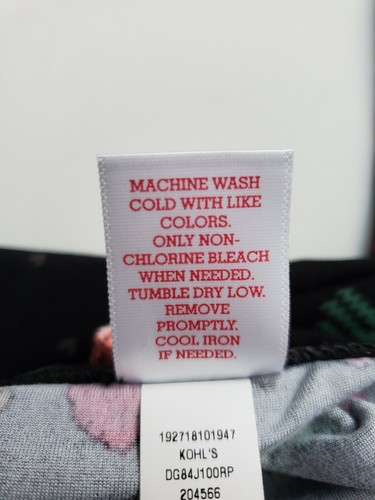 MACHINE WASH
COLD WITH LIKE
COLORS.
ONLY NON-
CHLORINE BLEACH
WHEN NEEDED.
TUMBLE DRY LOW.
REMOVE
PROMPTLY.
COOL IRON
IF NEEDED.
192718101947
KOHL'S
DG84J100RP
204566